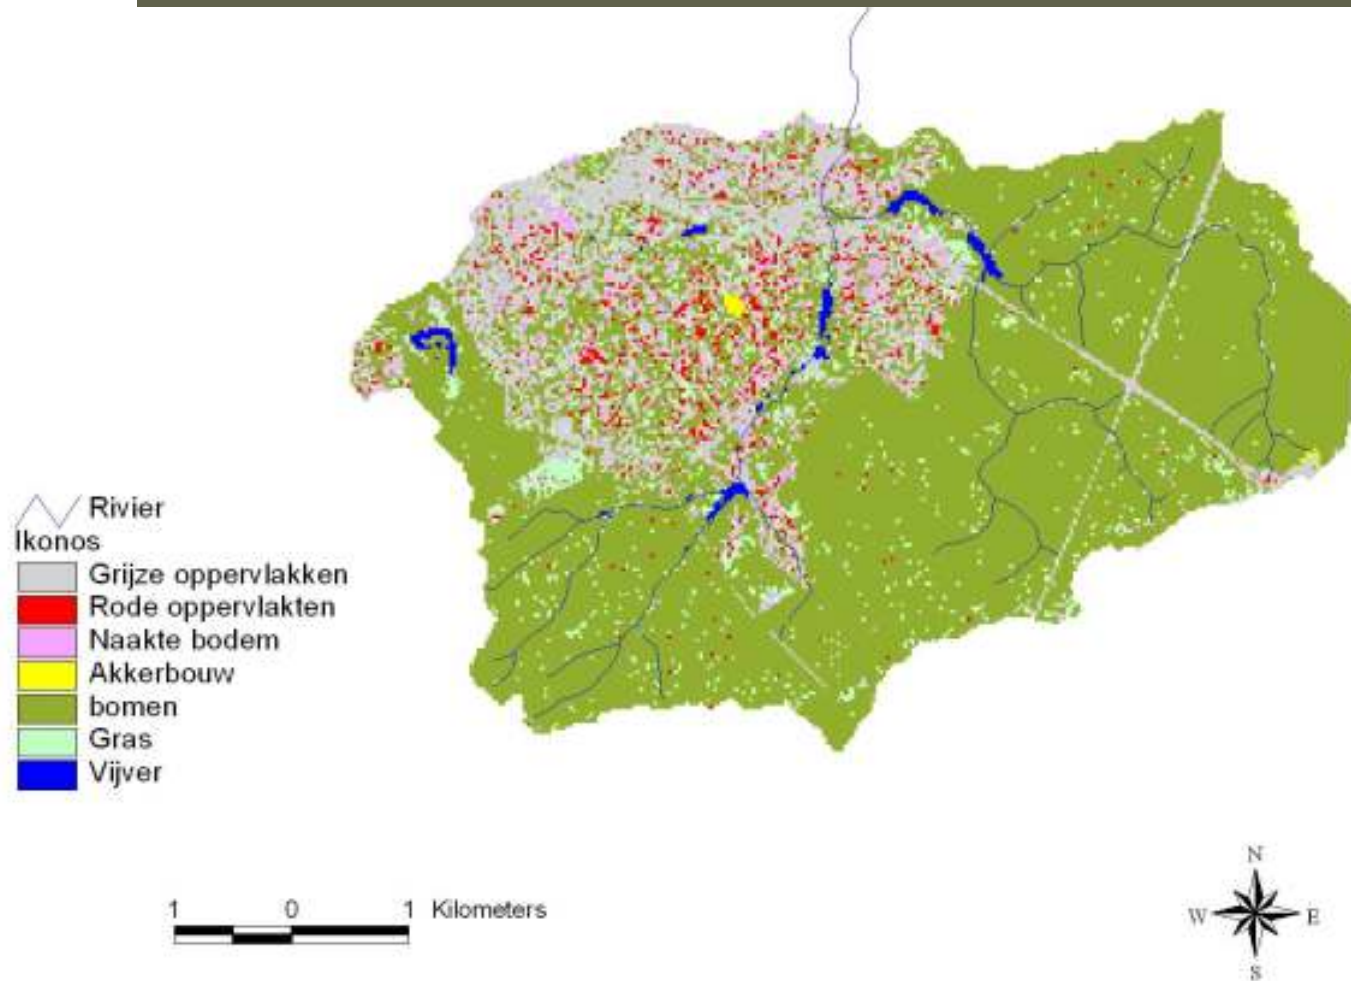 Rivier
Ikonos
Grijze oppervlakken
Rode oppervlakten
Naakte bodem
Akkerbouw
bomen
Gras
Vijver
1 0 1 Kilometers
N
W E
S